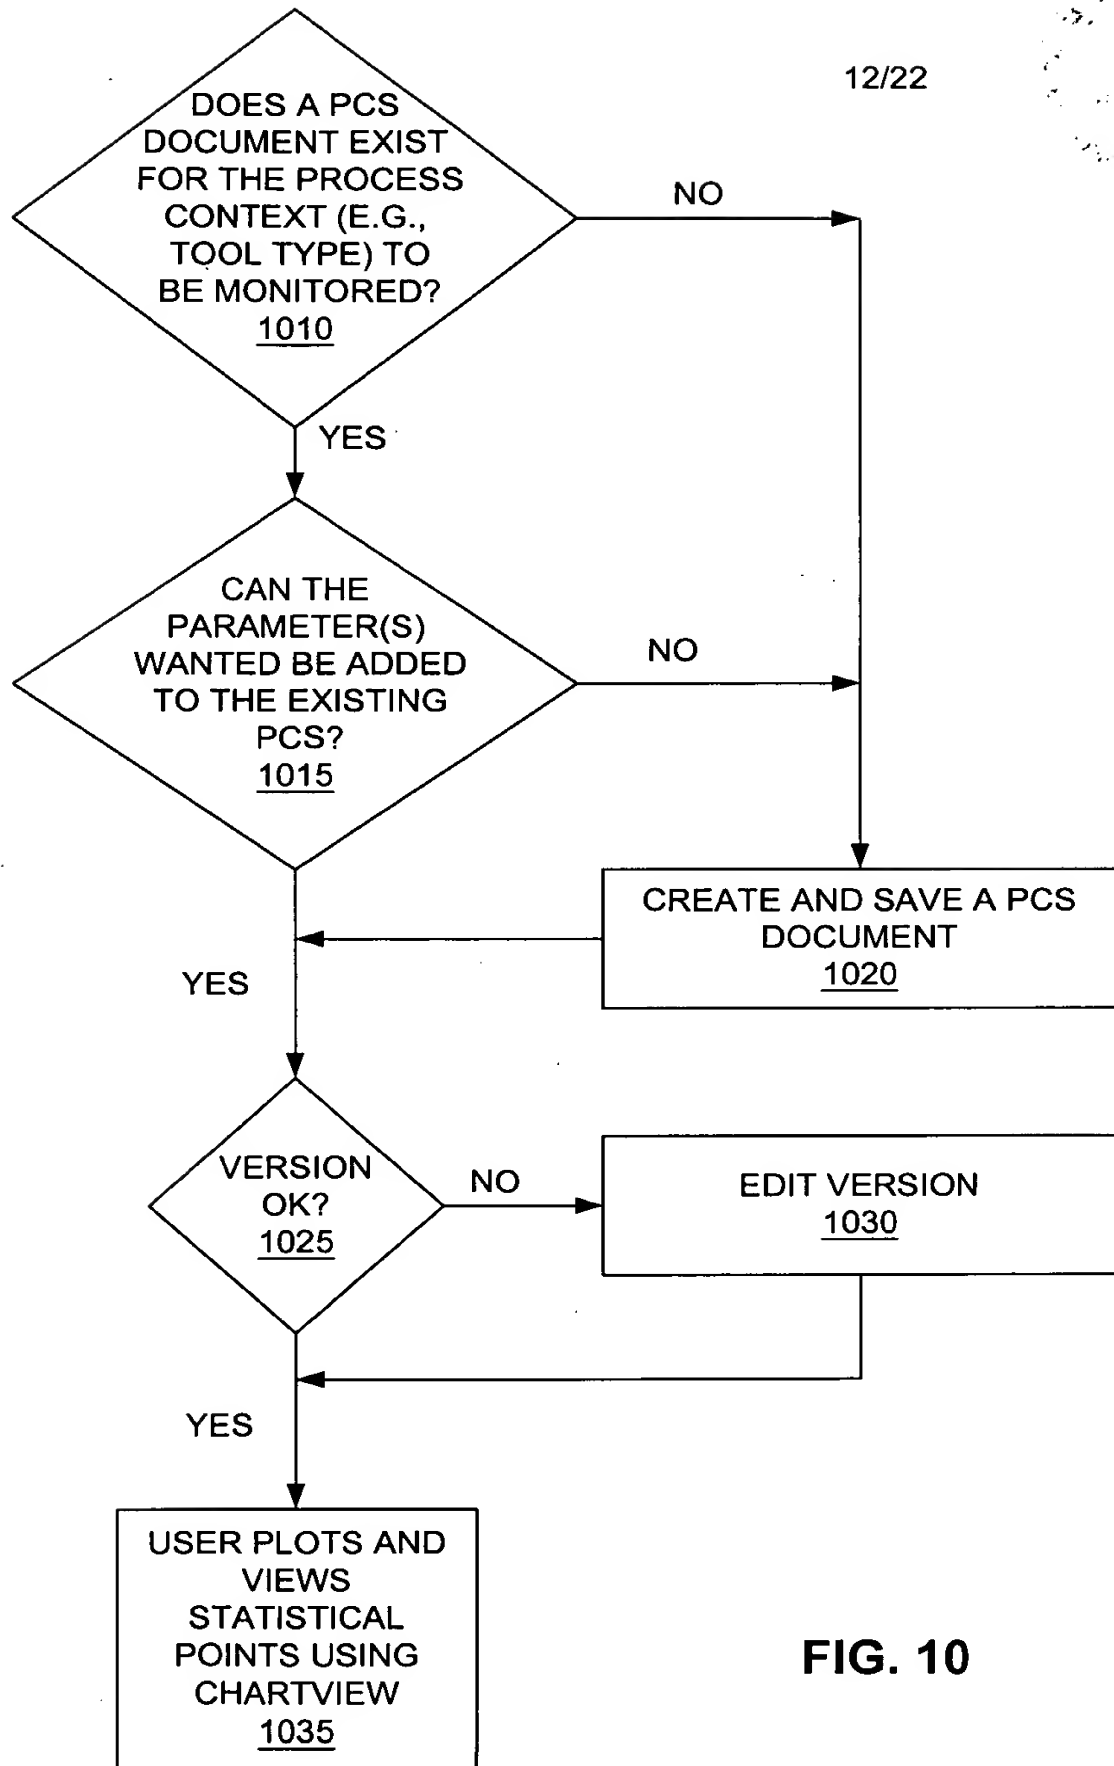 12/22
DOES A PCS
DOCUMENT EXIST
FOR THE PROCESS
CONTEXT (E.G.,
TOOL TYPE) TO
BE MONITORED?
1010
NO
YES
CAN THE
PARAMETER(S)
WANTED BE ADDED
TO THE EXISTING
PCS?
1015
NO
CREATE AND SAVE A PCS
DOCUMENT
1020
YES
VERSION
OK?
1025
NO
EDIT VERSION
1030
YES
USER PLOTS AND
VIEWS
STATISTICAL
POINTS USING
CHARTVIEW
1035
FIG. 10